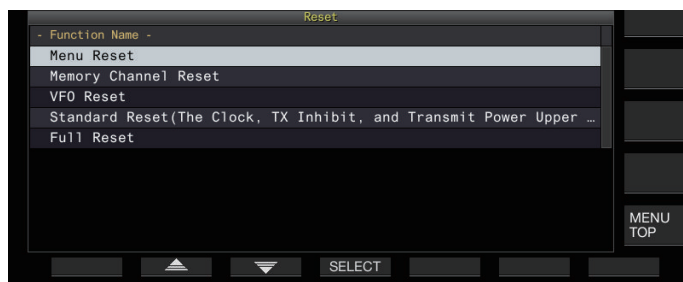 Reset
- Function Name -
Menu Reset
Memory Channel Reset
VFO Reset
Standard Reset(The Clock, TX Inhibit, and Transmit Power Upper …
Full Reset
MENU
TOP
SELECT